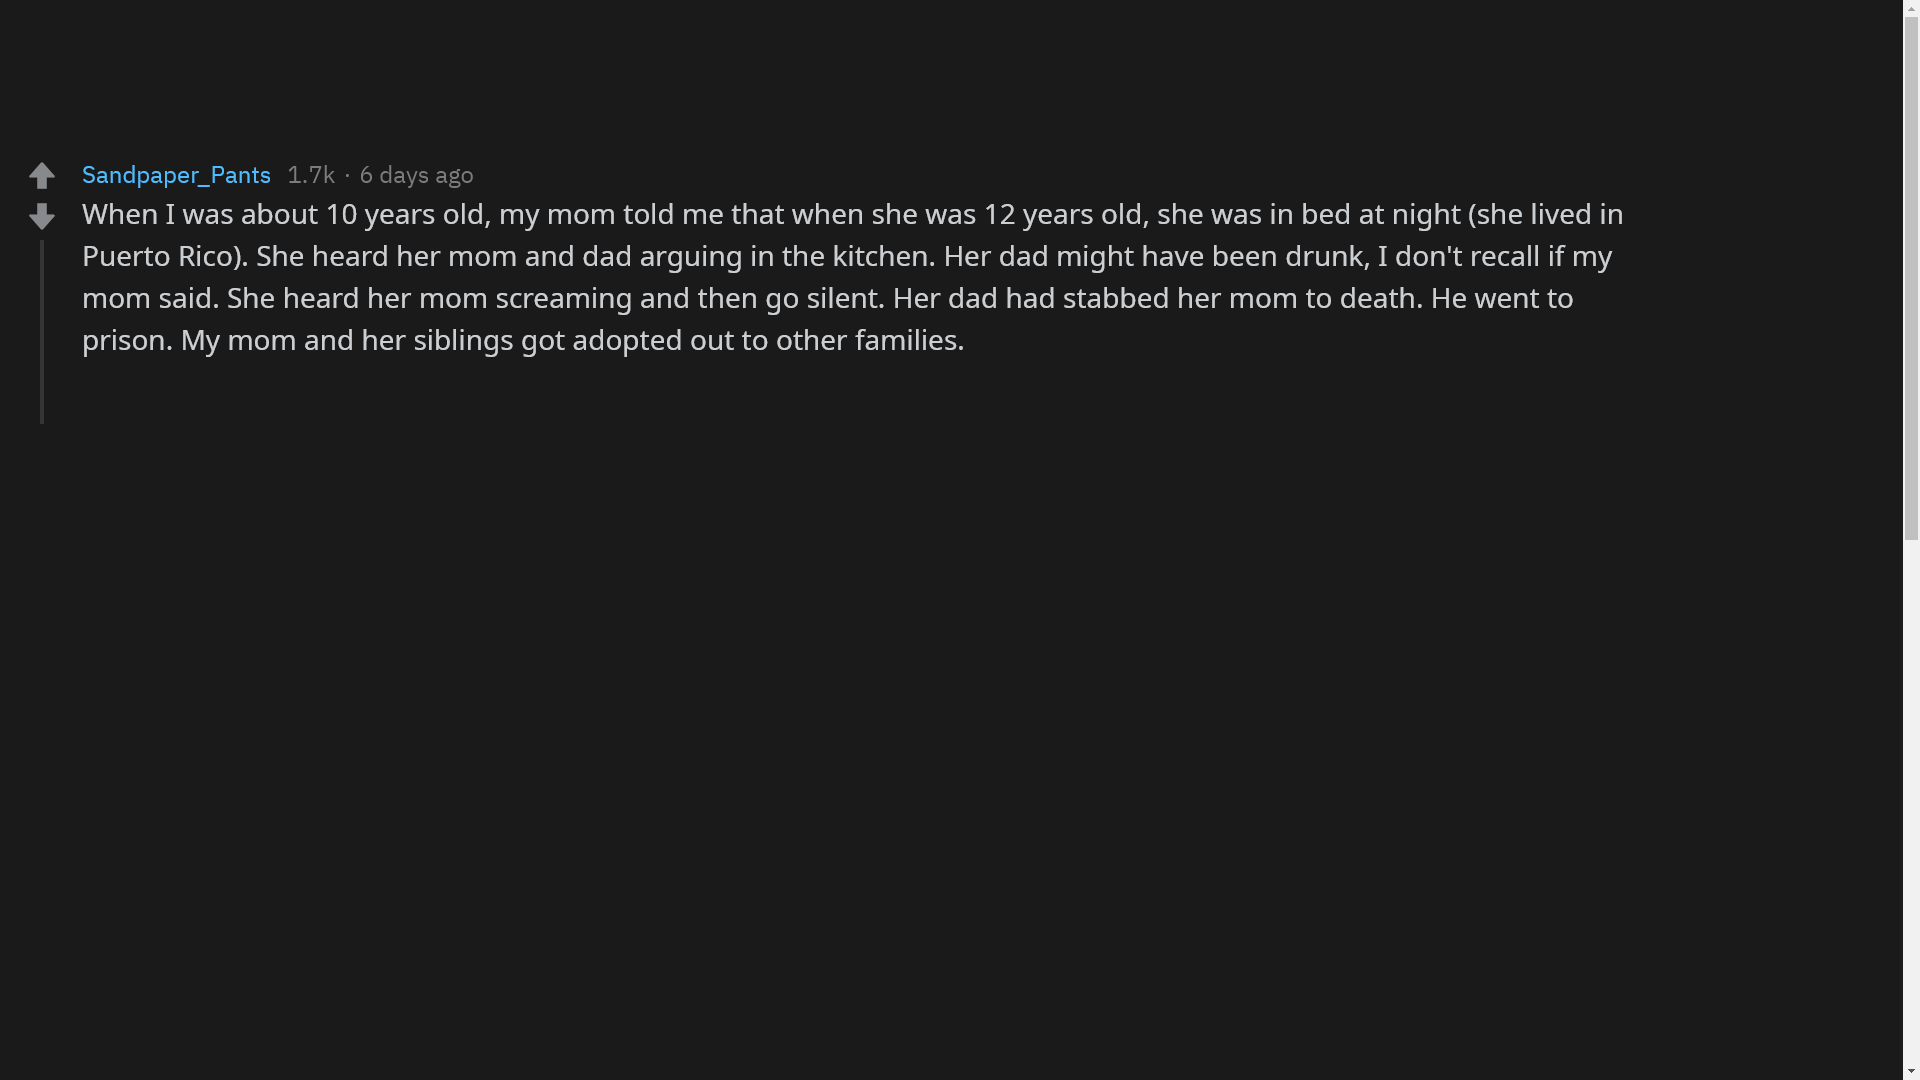 Sandpaper_Pants 1.7k · 6 days ago
When I was about 10 years old, my mom told me that when she was 12 years old, she was in bed at night (she lived in
Puerto Rico). She heard her mom and dad arguing in the kitchen. Her dad might have been drunk, I don't recall if my
mom said. She heard her mom screaming and then go silent. Her dad had stabbed her mom to death. He went to
prison. My mom and her siblings got adopted out to other families.